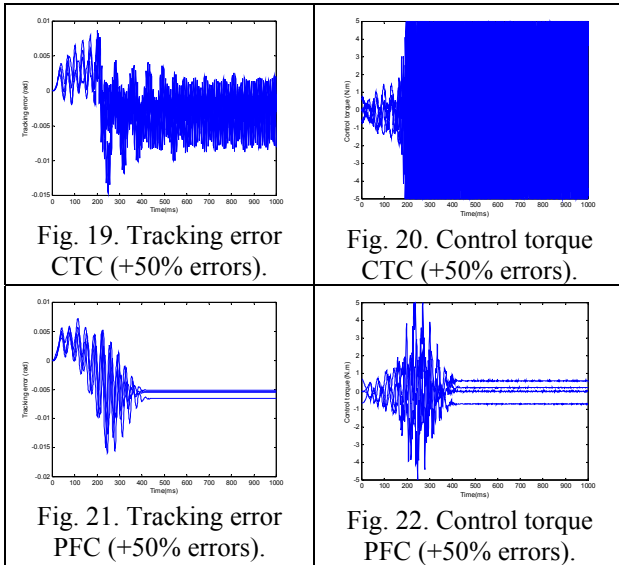 0.01
0.005
0
-0.005
-0.01
-0.015
Tracking error (rad)
0 100 200 300 400 500 600 700 800 900 1000
Time(ms)
Fig. 19. Tracking error
CTC (+50% errors).
5
4
3
2
1
0
-1
-2
-3
-4
-5
Control torque (N.m)
0 100 200 300 400 500 600 700 800 900 1000
Time(ms)
Fig. 20. Control torque
CTC (+50% errors).
0.01
0.005
0
-0.005
-0.01
-0.015
-0.02
Tracking error (rad)
0 100 200 300 400 500 600 700 800 900 1000
Time(ms)
Fig. 21. Tracking error
PFC (+50% errors).
5
4
3
2
1
0
-1
-2
-3
-4
-5
Control torque (N.m)
0 100 200 300 400 500 600 700 800 900 1000
Time(ms)
Fig. 22. Control torque
PFC (+50% errors).